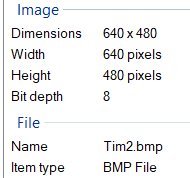 Image
Dimensions 640 x 480
Width 640 pixels
Height 480 pixels
Bit depth 8
File
Name Tim2.bmp
Item type BMP File